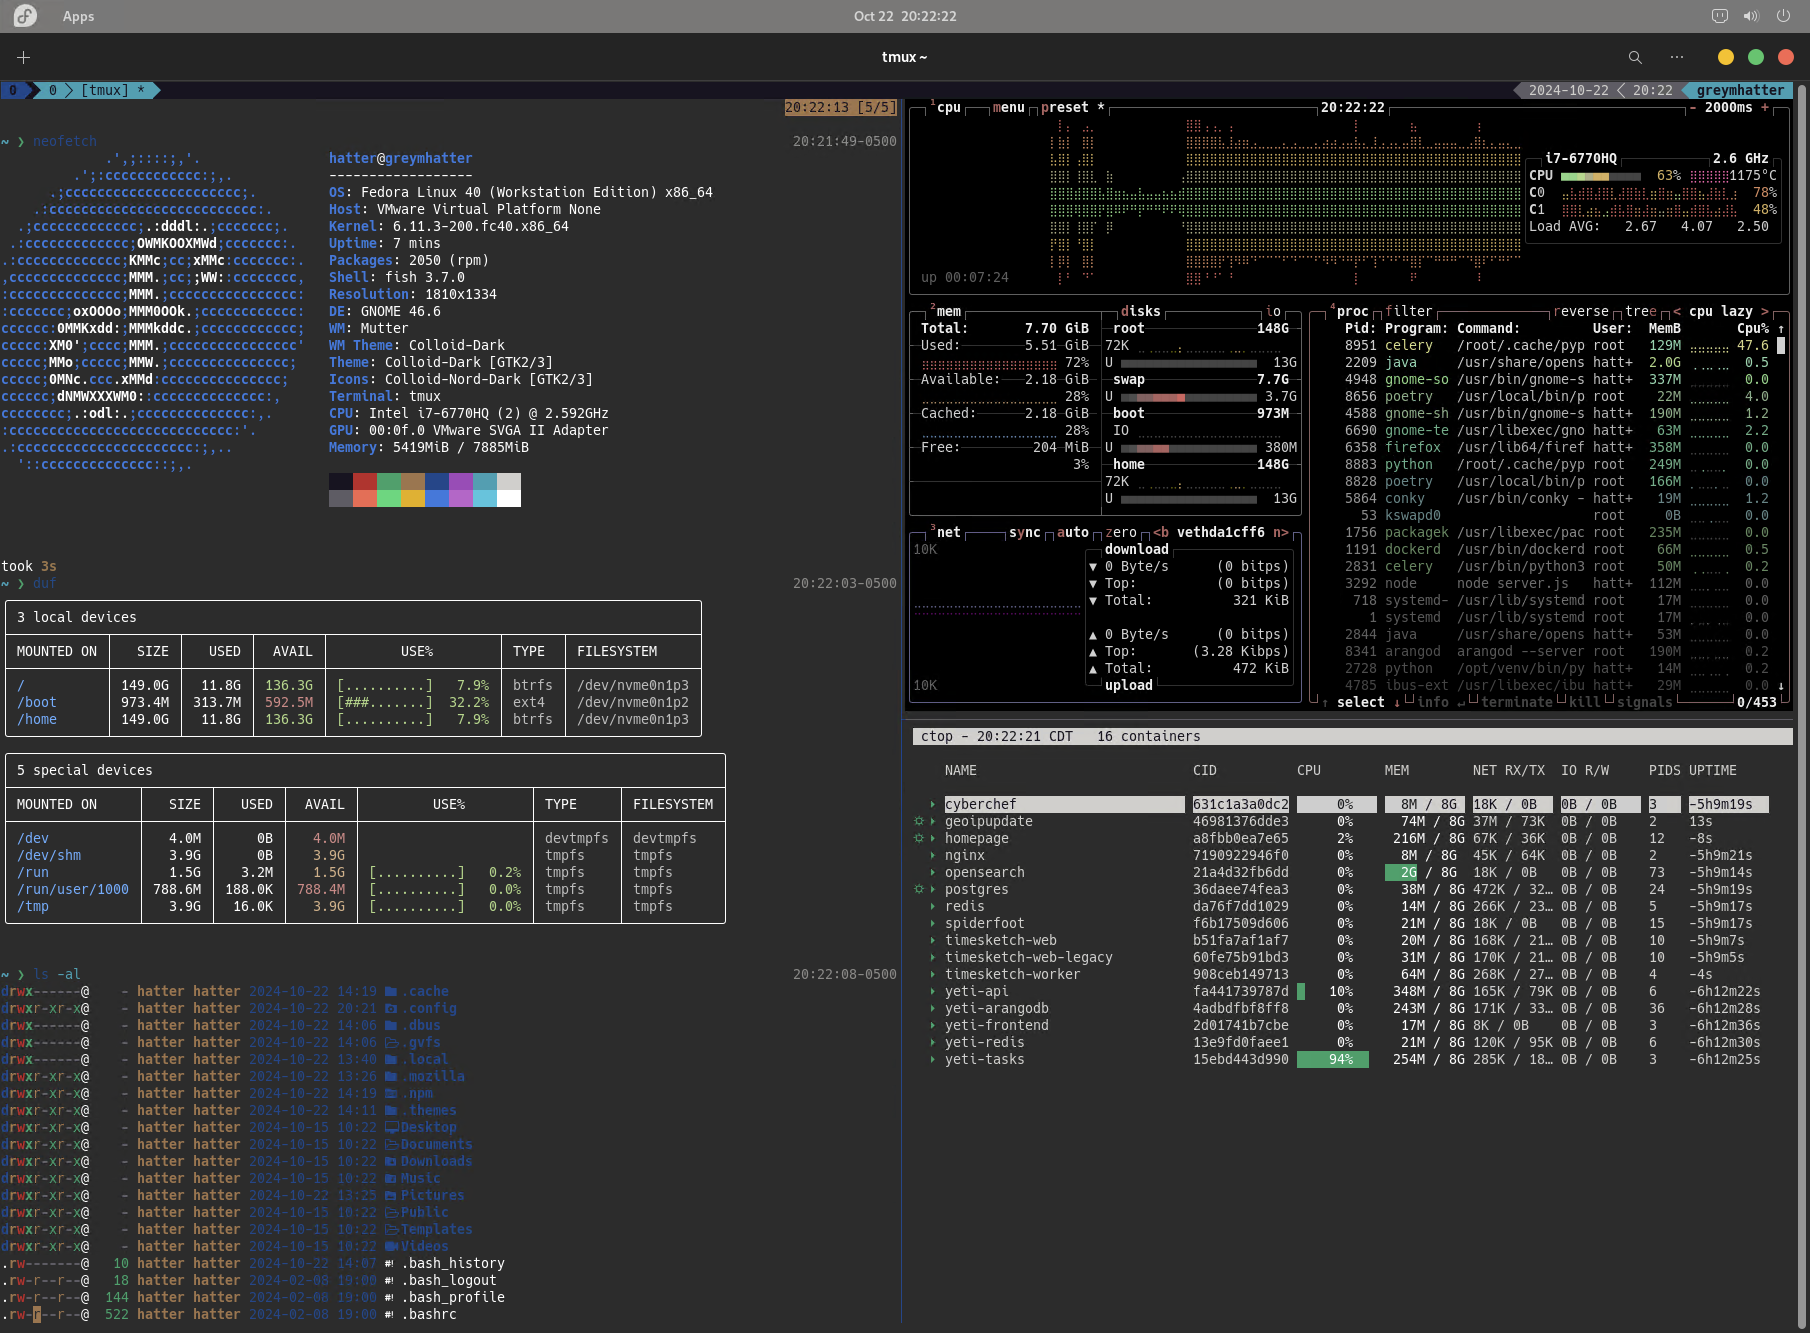 Apps
Oct 22 20:22:22
tmux ~
0 0 [tmux] *
2024-10-22 20:22 greymhatter
20:22:13 [5/5]
~ ❯ neofetch 20:21:49-0500
hatter@greymhatter
------------------
OS: Fedora Linux 40 (Workstation Edition) x86_64
Host: VMware Virtual Platform None
Kernel: 6.11.3-200.fc40.x86_64
Uptime: 7 mins
Packages: 2050 (rpm)
Shell: fish 3.7.0
Resolution: 1810x1334
DE: GNOME 46.6
WM: Mutter
WM Theme: Colloid-Dark
Theme: Colloid-Dark [GTK2/3]
Icons: Colloid-Nord-Dark [GTK2/3]
Terminal: tmux
CPU: Intel i7-6770HQ (2) @ 2.592GHz
GPU: 00:0f.0 VMware SVGA II Adapter
Memory: 5419MiB / 7885MiB
took 3s
~ ❯ duf 20:22:03-0500
3 local devices
MOUNTED ON SIZE USED AVAIL USE% TYPE FILESYSTEM
/ 149.0G 11.8G 136.3G [..........] 7.9% btrfs /dev/nvme0n1p3
/boot 973.4M 313.7M 592.5M [###.......] 32.2% ext4 /dev/nvme0n1p2
/home 149.0G 11.8G 136.3G [..........] 7.9% btrfs /dev/nvme0n1p3
5 special devices
MOUNTED ON SIZE USED AVAIL USE% TYPE FILESYSTEM
/dev 4.0M 0B 4.0M devtmpfs devtmpfs
/dev/shm 3.9G 0B 3.9G tmpfs tmpfs
/run 1.5G 3.2M 1.5G [..........] 0.2% tmpfs tmpfs
/run/user/1000 788.6M 188.0K 788.4M [..........] 0.0% tmpfs tmpfs
/tmp 3.9G 16.0K 3.9G [..........] 0.0% tmpfs tmpfs
~ ❯ ls -al 20:22:08-0500
drwx------@ - hatter hatter 2024-10-22 14:19 .cache
drwxr-xr-x@ - hatter hatter 2024-10-22 20:21 .config
drwx------@ - hatter hatter 2024-10-22 14:06 .dbus
drwx------@ - hatter hatter 2024-10-22 14:06 .gvfs
drwx------@ - hatter hatter 2024-10-22 13:40 .local
drwxr-xr-x@ - hatter hatter 2024-10-22 13:26 .mozilla
drwxr-xr-x@ - hatter hatter 2024-10-22 14:19 .npm
drwxr-xr-x@ - hatter hatter 2024-10-22 14:11 .themes
drwxr-xr-x@ - hatter hatter 2024-10-15 10:22 Desktop
drwxr-xr-x@ - hatter hatter 2024-10-15 10:22 Documents
drwxr-xr-x@ - hatter hatter 2024-10-15 10:22 Downloads
drwxr-xr-x@ - hatter hatter 2024-10-15 10:22 Music
drwxr-xr-x@ - hatter hatter 2024-10-22 13:25 Pictures
drwxr-xr-x@ - hatter hatter 2024-10-15 10:22 Public
drwxr-xr-x@ - hatter hatter 2024-10-15 10:22 Templates
drwxr-xr-x@ - hatter hatter 2024-10-15 10:22 Videos
.rw-------@ 10 hatter hatter 2024-10-22 14:07 .bash_history
.rw-r--r--@ 18 hatter hatter 2024-02-08 19:00 .bash_logout
.rw-r--r--@ 144 hatter hatter 2024-02-08 19:00 .bash_profile
.rw-r--r--@ 522 hatter hatter 2024-02-08 19:00 .bashrc
1cpu menu preset * 20:22:22 - 2000ms +
i7-6770HQ 2.6 GHz
CPU 63% 1175°C
C0 78%
C1 48%
Load AVG: 2.67 4.07 2.50
up 00:07:24
2mem
Total: 7.70 GiB
Used: 5.51 GiB
72%
Available: 2.18 GiB
28%
Cached: 2.18 GiB
28%
Free: 204 MiB
3%
disks io
root 148G
72K
U 13G
swap 7.7G
U 3.7G
boot 973M
IO
U 380M
home 148G
72K
U 13G
3net sync auto zero <b vethda1cff6 n>
10K
download
▼ 0 Byte/s (0 bitps)
▼ Top: (0 bitps)
▼ Total: 321 KiB
▲ 0 Byte/s (0 bitps)
▲ Top: (3.28 Kibps)
▲ Total: 472 KiB
upload
10K
4proc filter reverse tree < cpu lazy >
Pid: Program: Command: User: MemB Cpu% ↑
8951 celery /root/.cache/pyp root 129M 47.6
2209 java /usr/share/opens hatt+ 2.0G 0.5
4948 gnome-so /usr/bin/gnome-s hatt+ 337M 0.0
8656 poetry /usr/local/bin/p root 22M 4.0
4588 gnome-sh /usr/bin/gnome-s hatt+ 190M 1.2
6690 gnome-te /usr/libexec/gno hatt+ 63M 2.2
6358 firefox /usr/lib64/firef hatt+ 358M 0.0
8883 python /root/.cache/pyp root 249M 0.0
8828 poetry /usr/local/bin/p root 166M 0.0
5864 conky /usr/bin/conky - hatt+ 19M 1.2
53 kswapd0 root 0B 0.0
1756 packagek /usr/libexec/pac root 235M 0.0
1191 dockerd /usr/bin/dockerd root 66M 0.5
2831 celery /usr/bin/python3 root 50M 0.2
3292 node node server.js hatt+ 112M 0.0
718 systemd- /usr/lib/systemd root 17M 0.0
1 systemd /usr/lib/systemd root 17M 0.0
2844 java /usr/share/opens hatt+ 53M 0.0
8341 arangod arangod --server root 190M 0.2
2728 python /opt/venv/bin/py hatt+ 14M 0.2
4785 ibus-ext /usr/libexec/ibu hatt+ 29M 0.0 ↓
↑ select ↓ info ↵ terminate kill signals 0/453
ctop - 20:22:21 CDT 16 containers
NAME CID CPU MEM NET RX/TX IO R/W PIDS UPTIME
cyberchef 631c1a3a0dc2 0% 8M / 8G 18K / 0B 0B / 0B 3 -5h9m19s
geoipupdate 46981376dde3 0% 74M / 8G 37M / 73K 0B / 0B 2 13s
homepage a8fbb0ea7e65 2% 216M / 8G 67K / 36K 0B / 0B 12 -8s
nginx 7190922946f0 0% 8M / 8G 45K / 64K 0B / 0B 2 -5h9m21s
opensearch 21a4d32fb6dd 0% 2G / 8G 18K / 0B 0B / 0B 73 -5h9m14s
postgres 36daee74fea3 0% 38M / 8G 472K / 32… 0B / 0B 24 -5h9m19s
redis da76f7dd1029 0% 14M / 8G 266K / 23… 0B / 0B 5 -5h9m17s
spiderfoot f6b17509d606 0% 21M / 8G 18K / 0B 0B / 0B 15 -5h9m17s
timesketch-web b51fa7af1af7 0% 20M / 8G 168K / 21… 0B / 0B 10 -5h9m7s
timesketch-web-legacy 60fe75b91bd3 0% 31M / 8G 170K / 21… 0B / 0B 10 -5h9m5s
timesketch-worker 908ceb149713 0% 64M / 8G 268K / 27… 0B / 0B 4 -4s
yeti-api fa441739787d 10% 348M / 8G 165K / 79K 0B / 0B 6 -6h12m22s
yeti-arangodb 4adbdfbf8ff8 0% 243M / 8G 171K / 33… 0B / 0B 36 -6h12m28s
yeti-frontend 2d01741b7cbe 0% 17M / 8G 8K / 0B 0B / 0B 3 -6h12m36s
yeti-redis 13e9fd0faee1 0% 21M / 8G 120K / 95K 0B / 0B 6 -6h12m30s
yeti-tasks 15ebd443d990 94% 254M / 8G 285K / 18… 0B / 0B 3 -6h12m25s